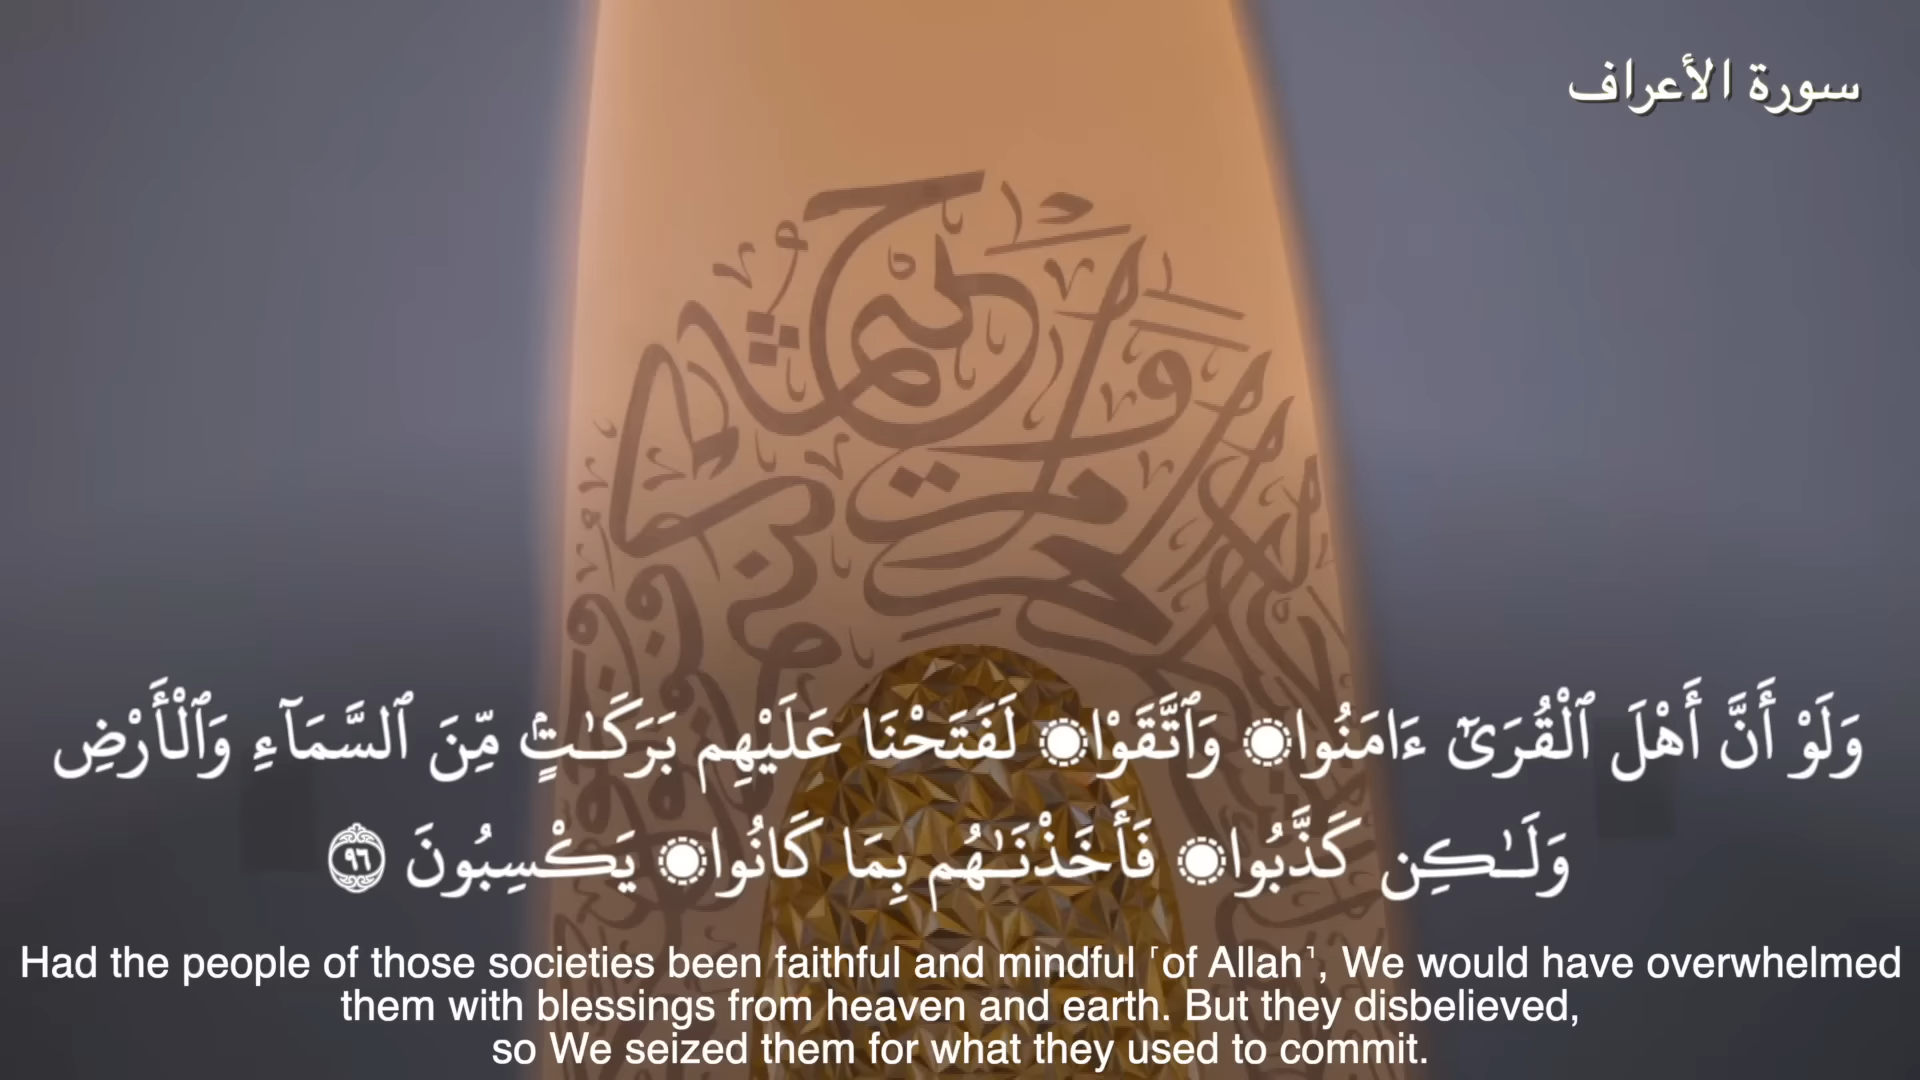 سورة الأعراف
وَلَوْ أَنَّ أَهْلَ ٱلْقُرَىٰٓ ءَامَنُوا۟ وَٱتَّقَوْا۟ لَفَتَحْنَا عَلَيْهِم بَرَكَـٰتٍۢ مِّنَ ٱلسَّمَآءِ وَٱلْأَرْضِ
وَلَـٰكِن كَذَّبُوا۟ فَأَخَذْنَـٰهُم بِمَا كَانُوا۟ يَكْسِبُونَ ٩٦
Had the people of those societies been faithful and mindful ˹of Allah˺, We would have overwhelmed
them with blessings from heaven and earth. But they disbelieved,
so We seized them for what they used to commit.